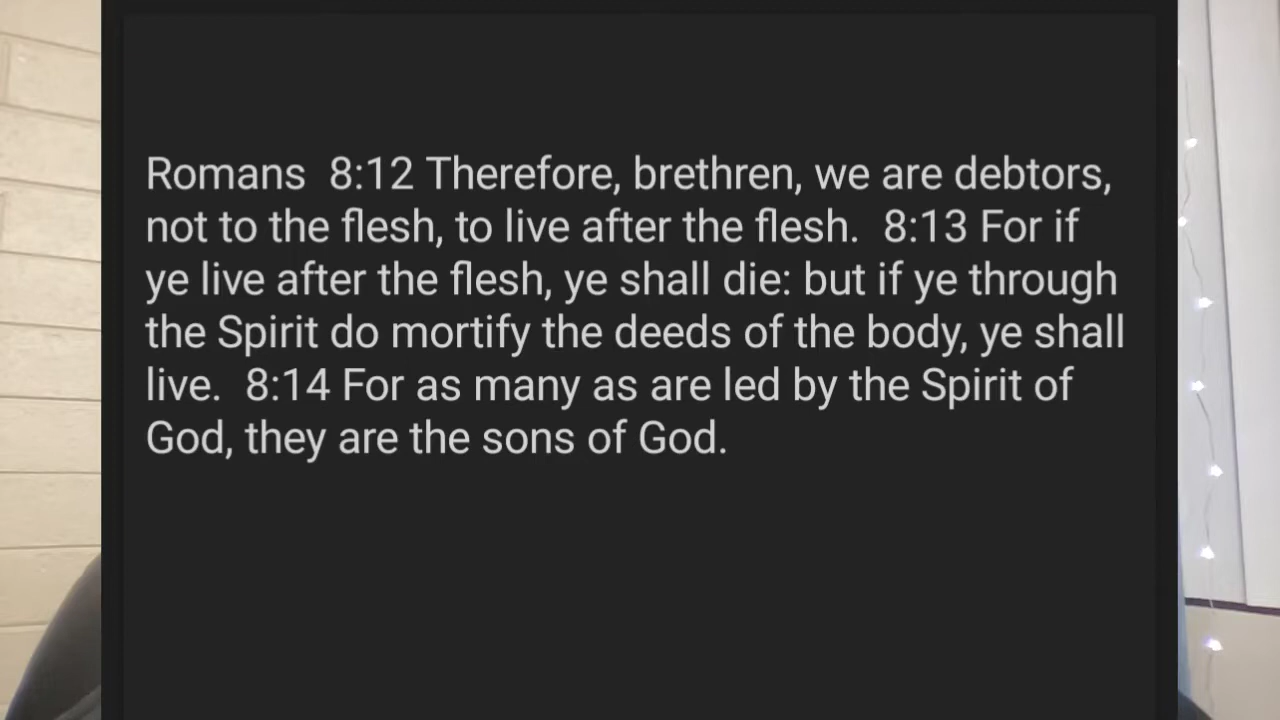 Romans  8:12 Therefore, brethren, we are debtors,
not to the flesh, to live after the flesh.  8:13 For if
ye live after the flesh, ye shall die: but if ye through
the Spirit do mortify the deeds of the body, ye shall
live.  8:14 For as many as are led by the Spirit of
God, they are the sons of God.